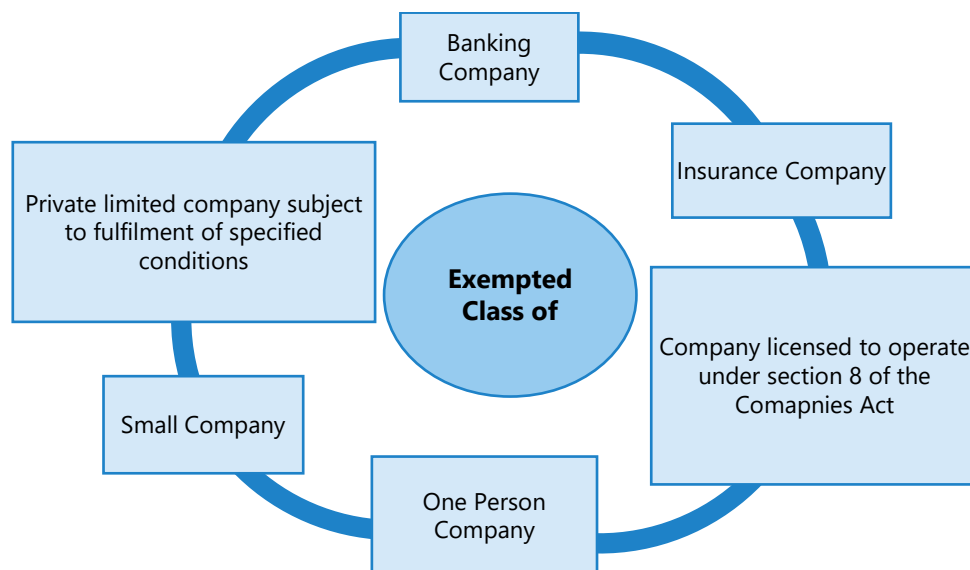 Banking
Company
Insurance Company
Company licensed to operate
under section 8 of the
Comapnies Act
One Person
Company
Small Company
Private limited company subject
to fulfilment of specified
conditions
Exempted
Class of